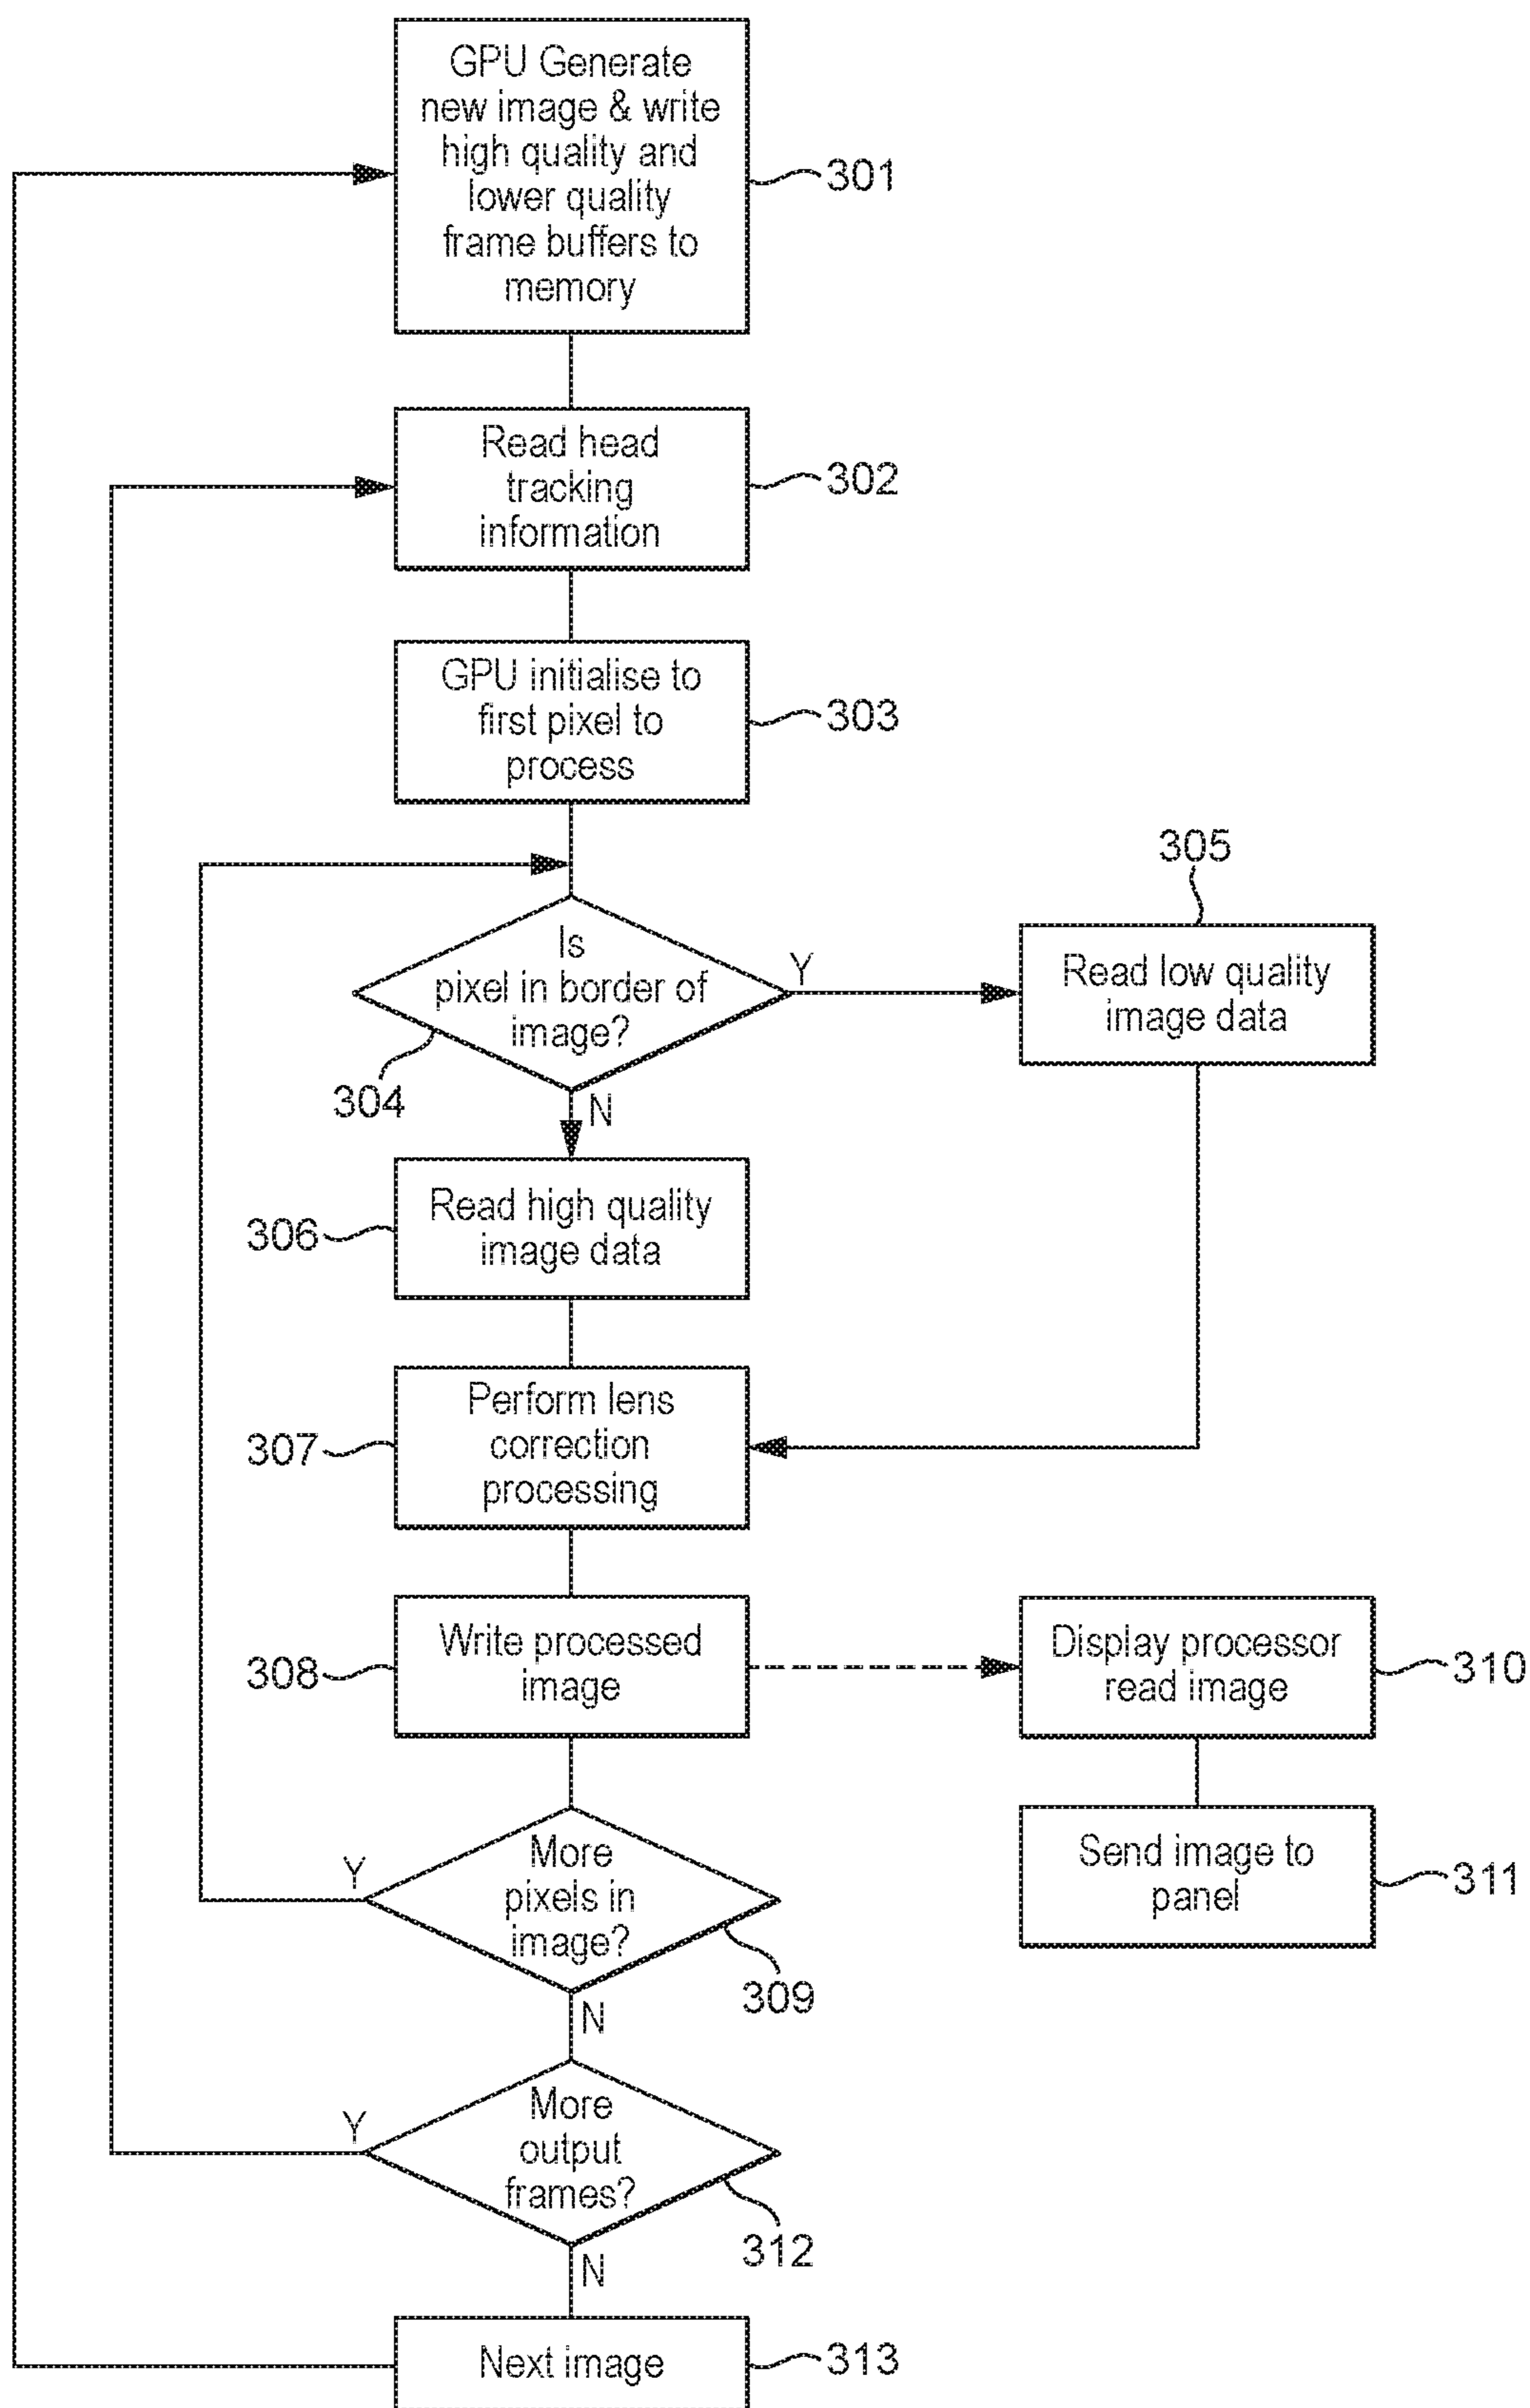 GPU Generate
new image & write
high quality and
lower quality
frame buffers to
memory
301
Read head
tracking
information
302
GPU initialise to
first pixel to
process
303
Is
pixel in border of
image?
304
Y
N
305
Read low quality
image data
306
Read high quality
image data
307
Perform lens
correction
processing
308
Write processed
image
Display processor
read image
310
Send image to
panel
311
More
pixels in
image?
Y
309
N
More
output
frames?
Y
312
N
Next image
313